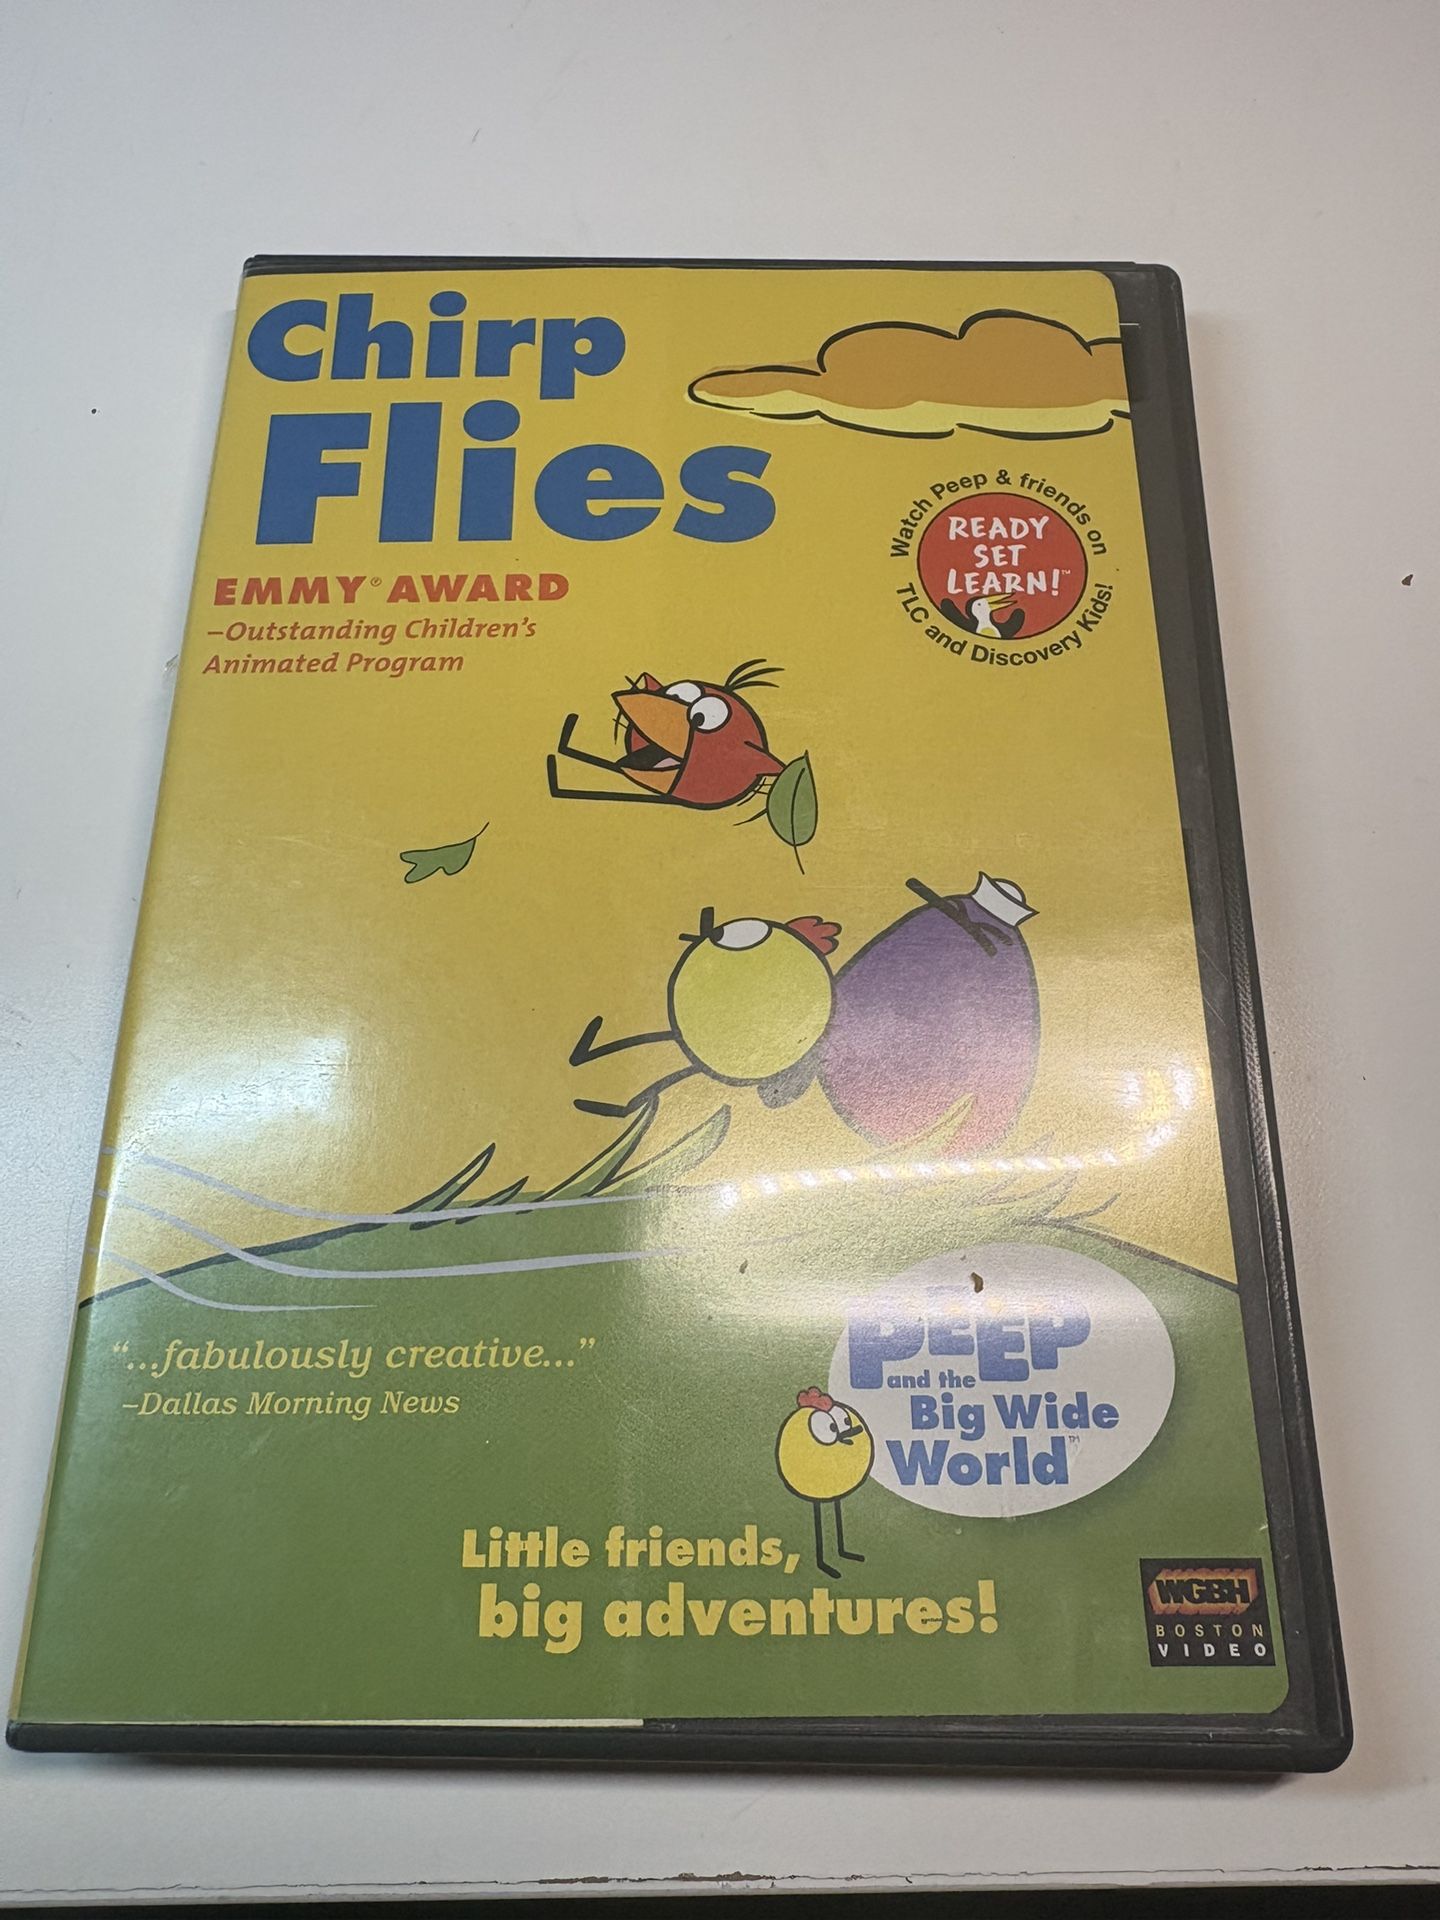 Chirp
Flies
EMMY® AWARD
–Outstanding Children's
Animated Program
Watch Peep & friends on
READY
SET
LEARN!™
TLC and Discovery Kids!
"...fabulously creative..."
–Dallas Morning News
PEEP
and the
Big Wide
World™
Little friends,
big adventures!
WGBH
BOSTON
VIDEO